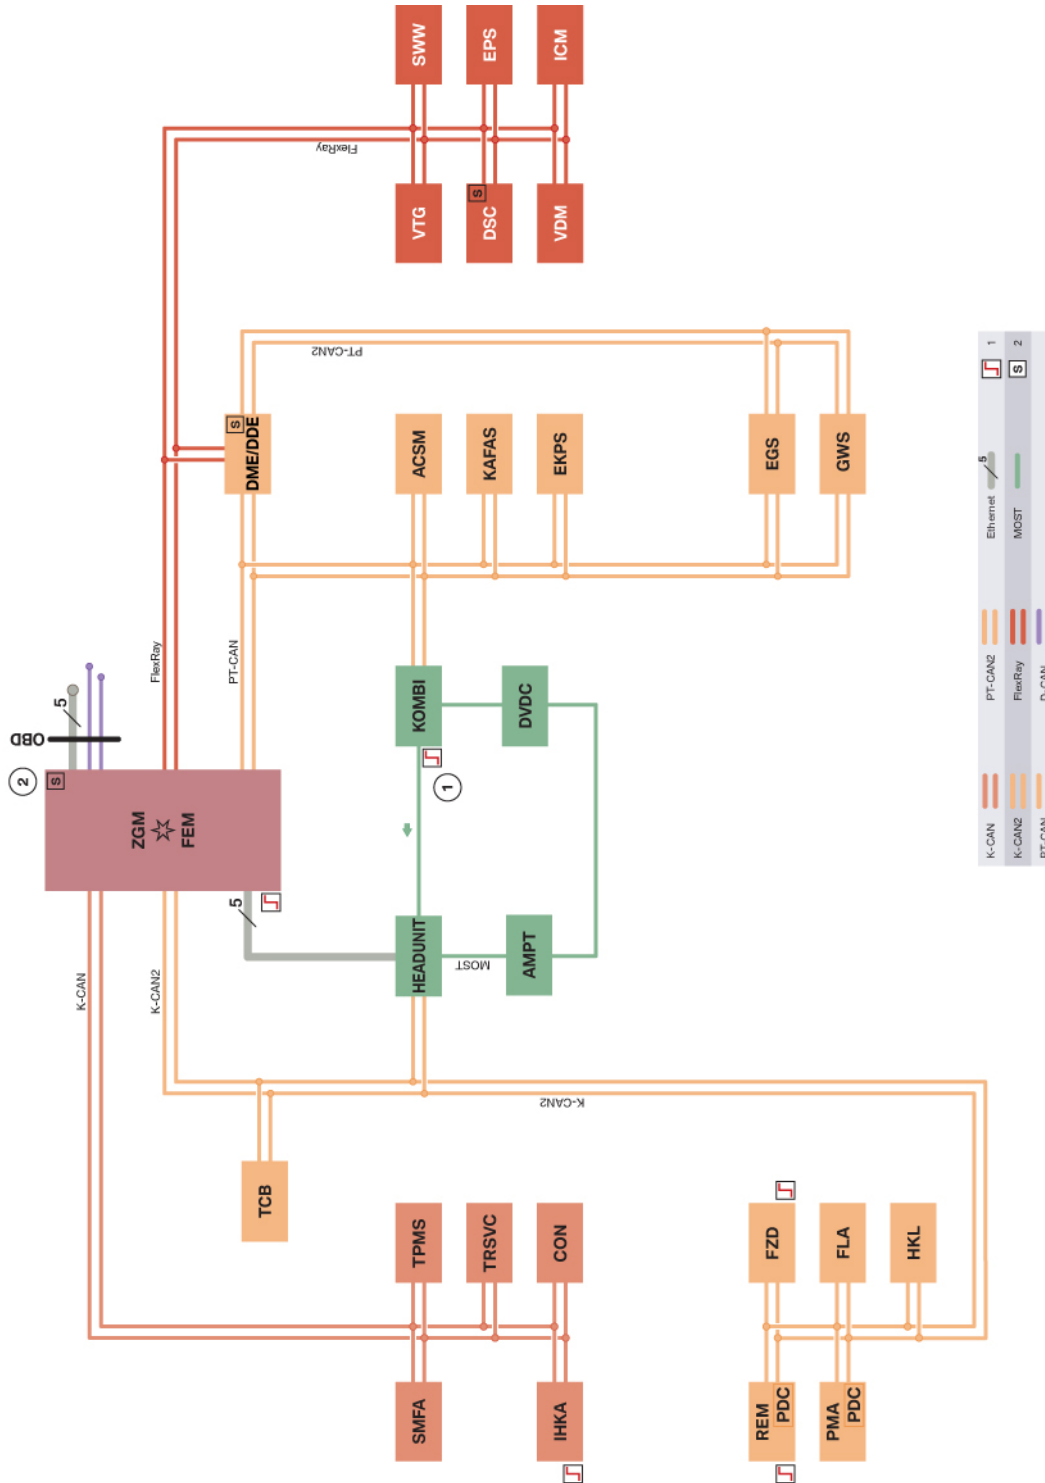 SWW
EPS
ICM
FlexRay
VTG
S
DSC
VDM
PT-CAN2
S
DME/DDE
ACSM
KAFAS
EKPS
EGS
GWS
FlexRay
PT-CAN
5
OBD
2
S
ZGM
FEM
5
KOMBI
DVDC
1
HEADUNIT
AMPT
MOST
K-CAN
K-CAN2
K-CAN2
TCB
TPMS
TRSVC
CON
SMFA
IHKA
FZD
FLA
HKL
REM
PDC
PMA
PDC
K-CAN
PT-CAN2
Ethernet
5
1
K-CAN2
FlexRay
MOST
S
2
PT-CAN
D-CAN